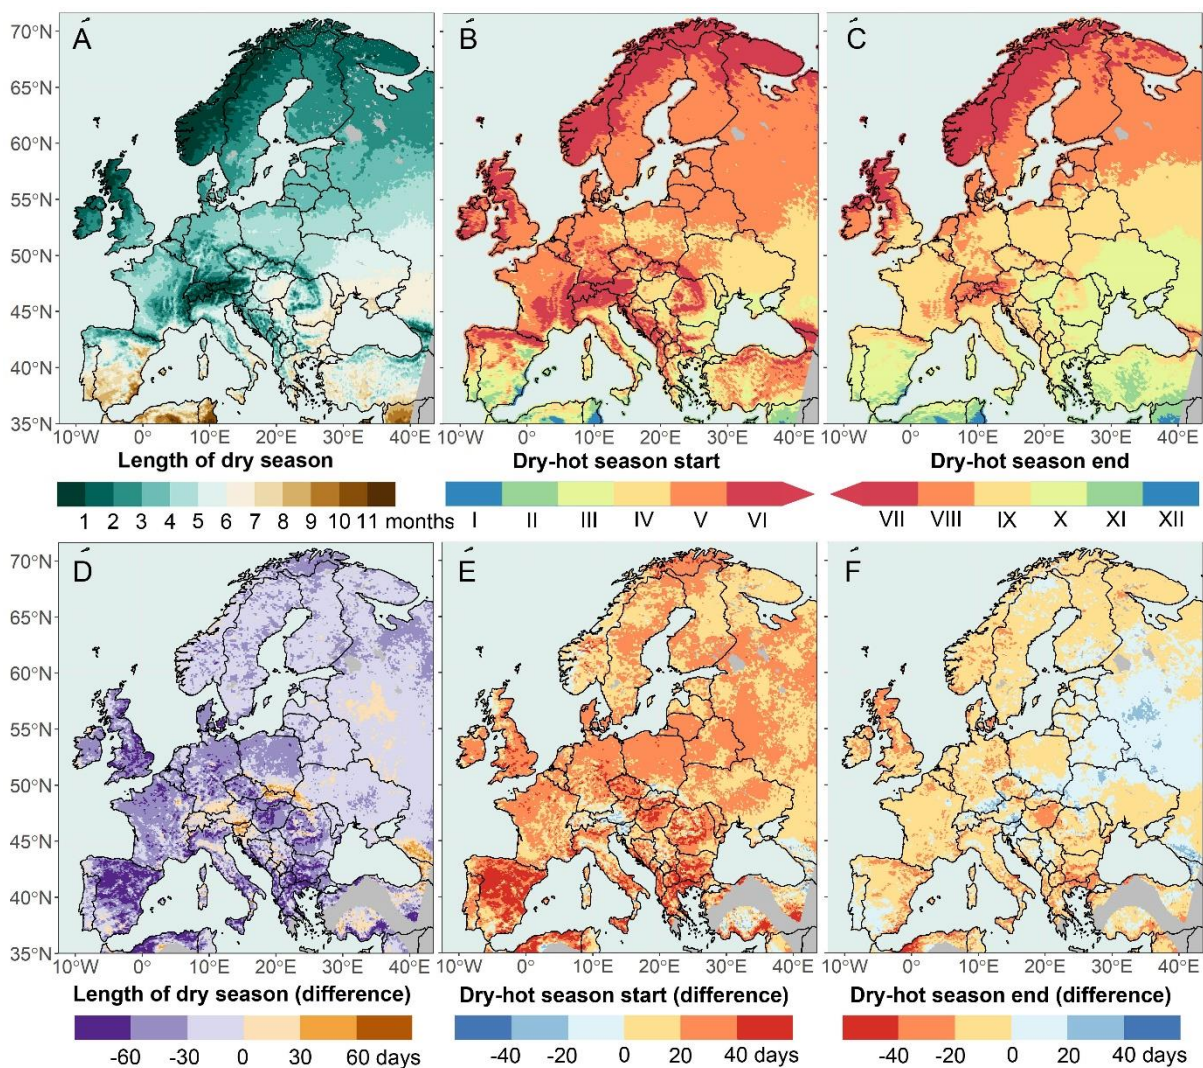 A
B
C
70°N
65°N
60°N
55°N
50°N
45°N
40°N
35°N
10°W 0° 10°E 20°E 30°E 40°E
10°W 0° 10°E 20°E 30°E 40°E
10°W 0° 10°E 20°E 30°E 40°E
Length of dry season
Dry-hot season start
Dry-hot season end
1 2 3 4 5 6 7 8 9 10 11 months
I II III IV V VI
VII VIII IX X XI XII
D
E
F
70°N
65°N
60°N
55°N
50°N
45°N
40°N
35°N
10°W 0° 10°E 20°E 30°E 40°E
10°W 0° 10°E 20°E 30°E 40°E
10°W 0° 10°E 20°E 30°E 40°E
Length of dry season (difference)
Dry-hot season start (difference)
Dry-hot season end (difference)
-60 -30 0 30 60 days
-40 -20 0 20 40 days
-40 -20 0 20 40 days